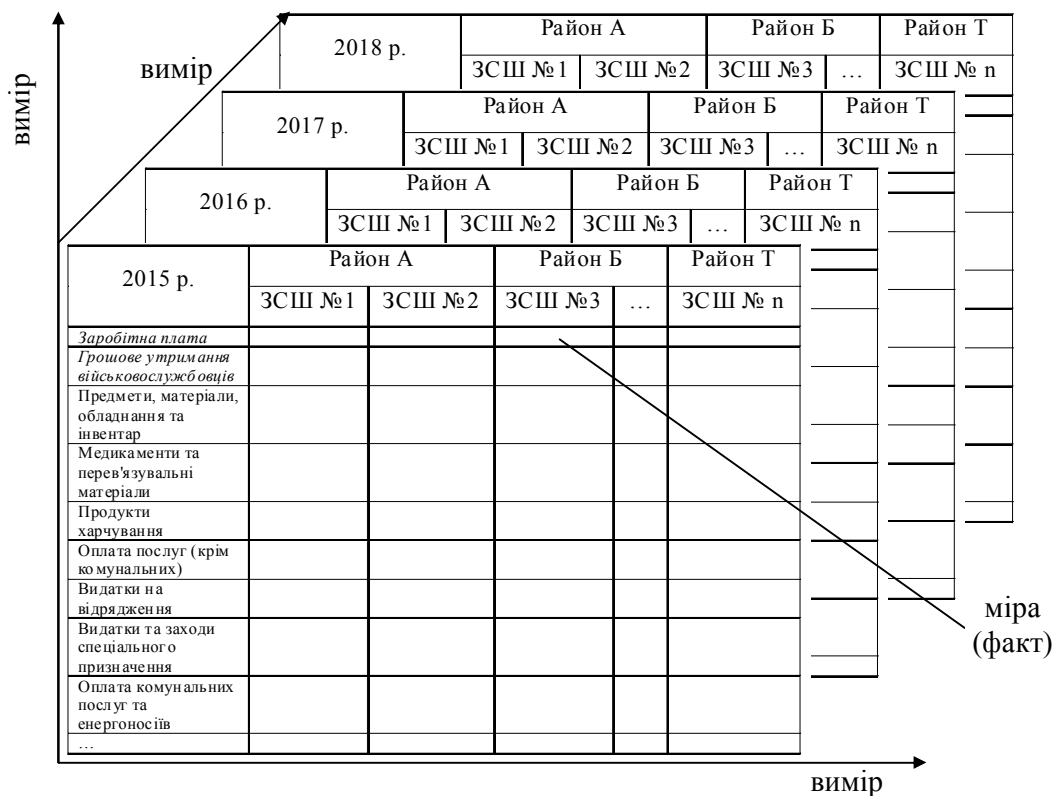 вимір
вимір
2018 р.
Район А
Район Б
Район Т
ЗСШ №1
ЗСШ №2
ЗСШ №3
…
ЗСШ № n
2017 р.
Район А
Район Б
Район Т
ЗСШ №1
ЗСШ №2
ЗСШ №3
…
ЗСШ № n
2016 р.
Район А
Район Б
Район Т
ЗСШ №1
ЗСШ №2
ЗСШ №3
…
ЗСШ № n
2015 р.
Район А
Район Б
Район Т
ЗСШ №1
ЗСШ №2
ЗСШ №3
…
ЗСШ № n
Заробітна плата
Грошове утримання
військовослужбовців
Предмети, матеріали,
обладнання та
інвентар
Медикаменти та
перев'язувальні
матеріали
Продукти
харчування
Оплата послуг (крім
комунальних)
Видатки на
відрядження
Видатки та заходи
спеціального
призначення
Оплата комунальних
послуг та
енергоносіїв
…
міра
(факт)
вимір